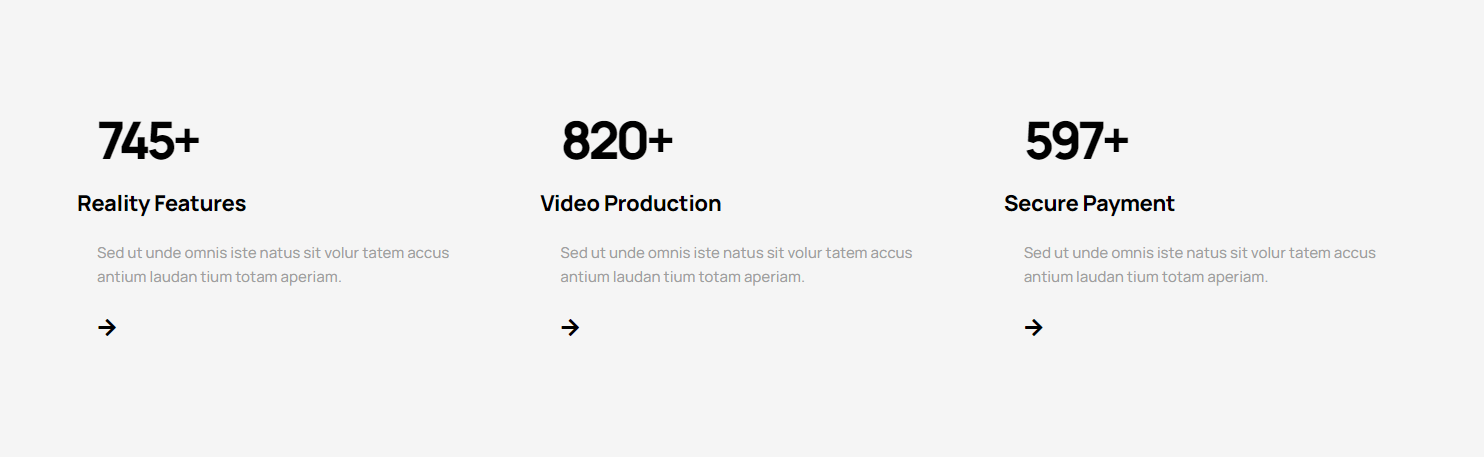 745+
Reality Features
Sed ut unde omnis iste natus sit volur tatem accus
antium laudan tium totam aperiam.
→
820+
Video Production
Sed ut unde omnis iste natus sit volur tatem accus
antium laudan tium totam aperiam.
→
597+
Secure Payment
Sed ut unde omnis iste natus sit volur tatem accus
antium laudan tium totam aperiam.
→